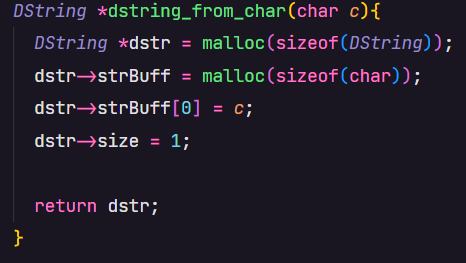 DString *dstring_from_char(char c){
  DString *dstr = malloc(sizeof(DString));
  dstr->strBuff = malloc(sizeof(char));
  dstr->strBuff[0] = c;
  dstr->size = 1;

  return dstr;
}